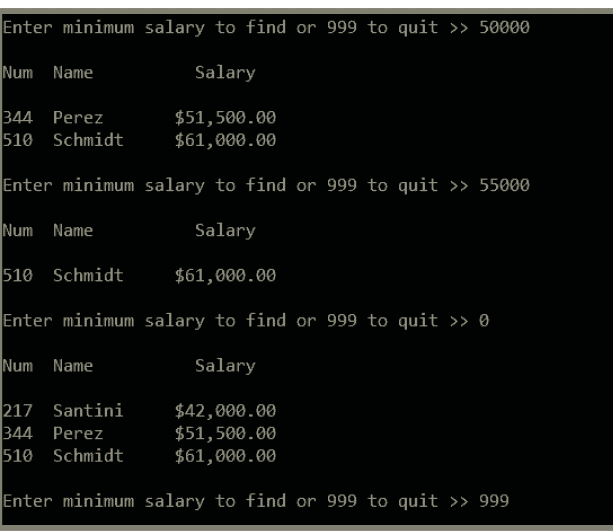 Enter minimum salary to find or 999 to quit >> 50000
Num  Name          Salary
344  Perez       $51,500.00
510  Schmidt     $61,000.00
Enter minimum salary to find or 999 to quit >> 55000
Num  Name          Salary
510  Schmidt     $61,000.00
Enter minimum salary to find or 999 to quit >> 0
Num  Name          Salary
217  Santini     $42,000.00
344  Perez       $51,500.00
510  Schmidt     $61,000.00
Enter minimum salary to find or 999 to quit >> 999